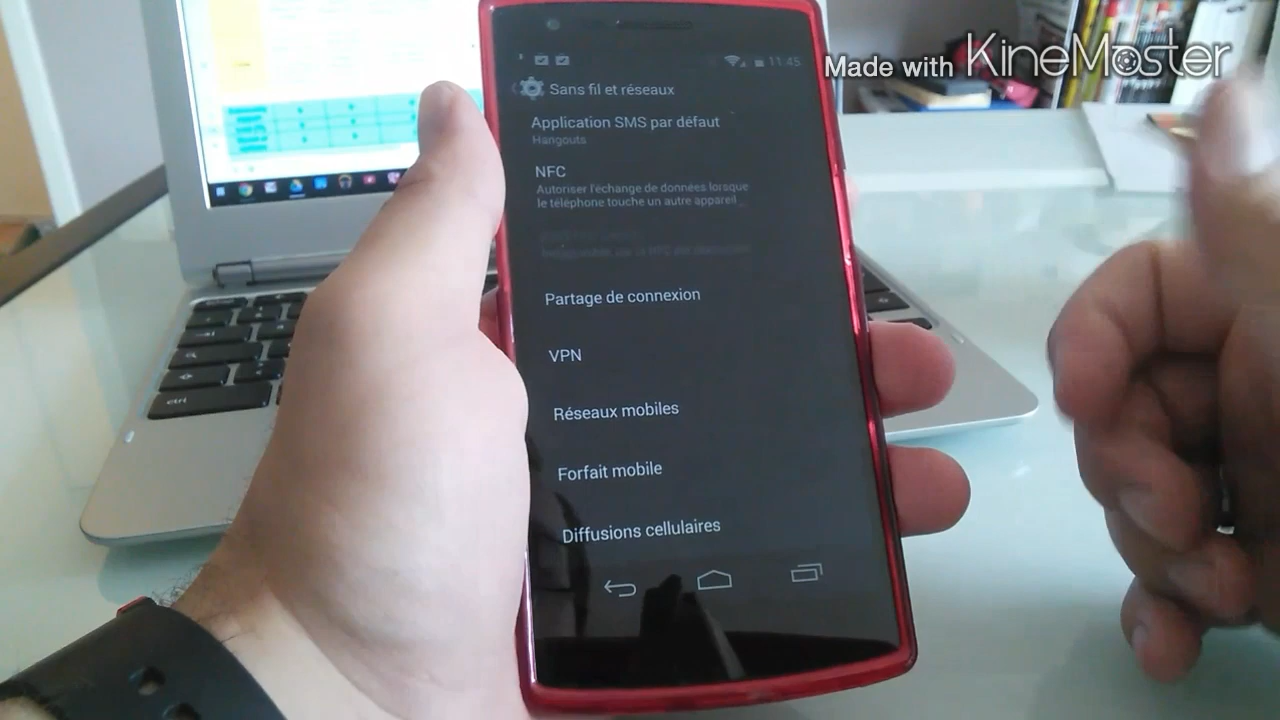 Made with KineMaster
11:45
Sans fil et réseaux
Application SMS par défaut
Hangouts
NFC
Autoriser l'échange de données lorsque
le téléphone touche un autre appareil
Partage de connexion
VPN
Réseaux mobiles
Forfait mobile
Diffusions cellulaires
ctrl